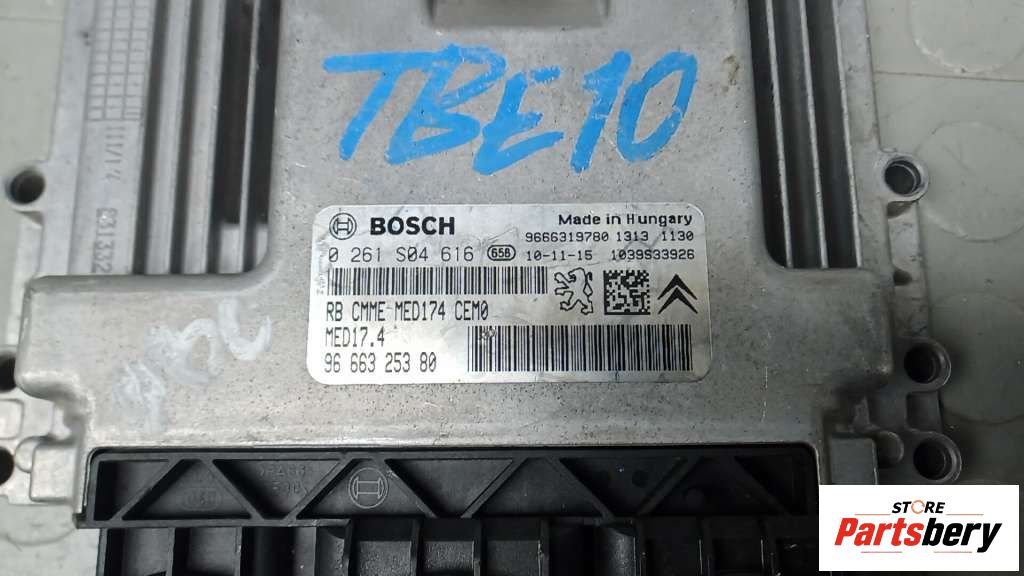 TBE10
BOSCH
Made in Hungary
9666319780 1313 1130
0 261 S04 616 65B 10-11-15 1039S33926
RB CMME-MED174 CEM0
MED17.4
96 663 253 80
STORE
Partsbery